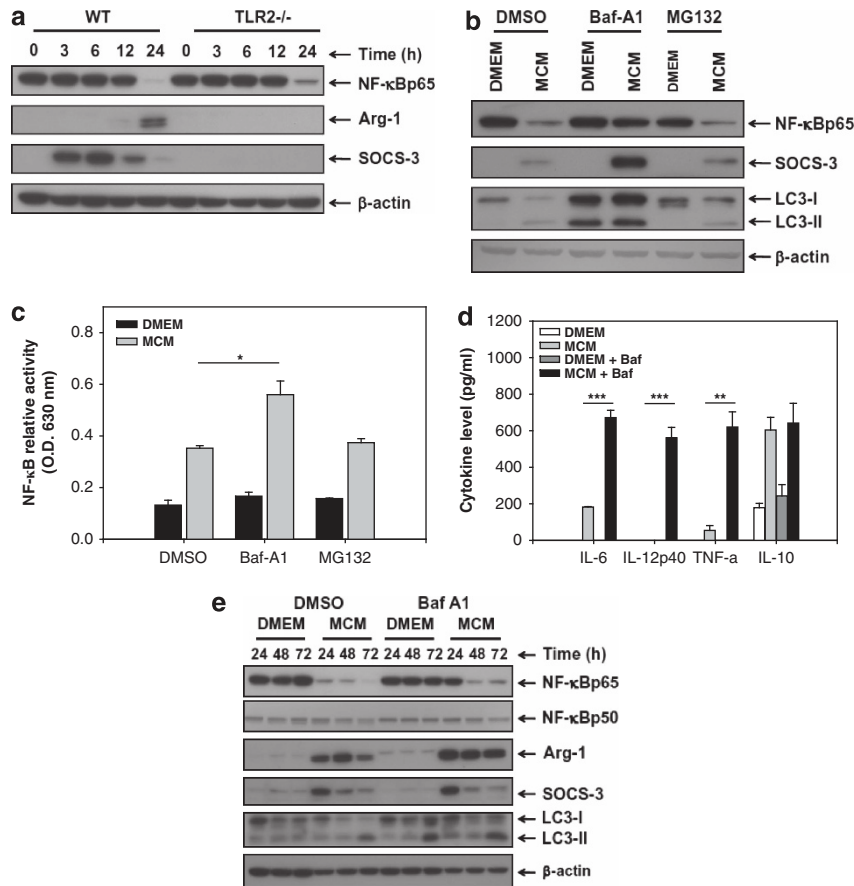 a
WT TLR2-/-
0 3 6 12 24 0 3 6 12 24 ← Time (h)
← NF-κBp65
← Arg-1
← SOCS-3
← β-actin
b
DMSO Baf-A1 MG132
DMEM MCM DMEM MCM DMEM MCM
← NF-κBp65
← SOCS-3
← LC3-I
← LC3-II
← β-actin
c
NF-κB relative activity
(O.D. 630 nm)
0.8
0.6
0.4
0.2
0.0
DMEM
MCM
*
DMSO Baf-A1 MG132
d
Cytokine level (pg/ml)
1200
1000
800
600
400
200
0
DMEM
MCM
DMEM + Baf
MCM + Baf
*** *** **
IL-6 IL-12p40 TNF-a IL-10
e
DMSO Baf A1
DMEM MCM DMEM MCM
24 48 72 24 48 72 24 48 72 24 48 72 ← Time (h)
← NF-κBp65
← NF-κBp50
← Arg-1
← SOCS-3
← LC3-I
← LC3-II
← β-actin